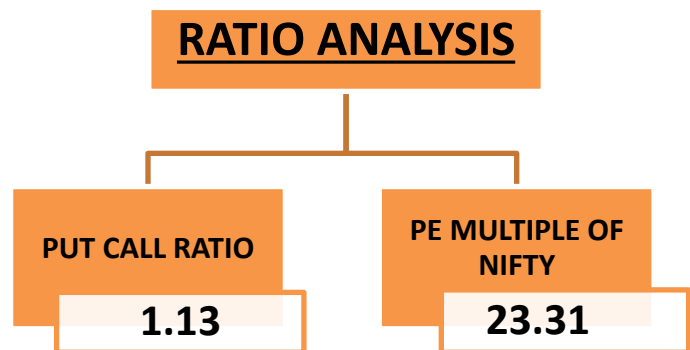 RATIO ANALYSIS
PUT CALL RATIO
1.13
PE MULTIPLE OF
NIFTY
23.31